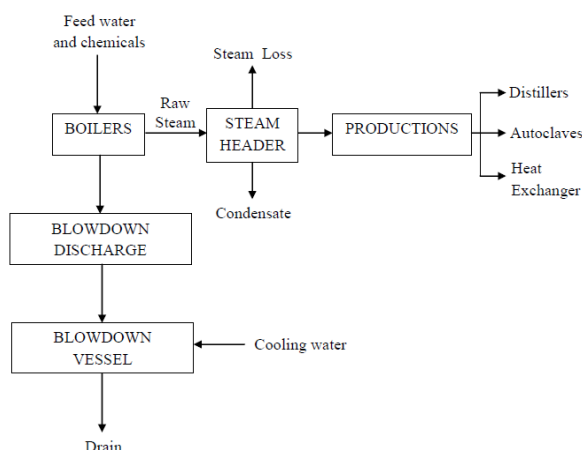 Feed water
and chemicals
Steam Loss
Distillers
Raw
Steam
BOILERS
STEAM
HEADER
PRODUCTIONS
Autoclaves
Heat
Exchanger
Condensate
BLOWDOWN
DISCHARGE
BLOWDOWN
VESSEL
Cooling water
Drain